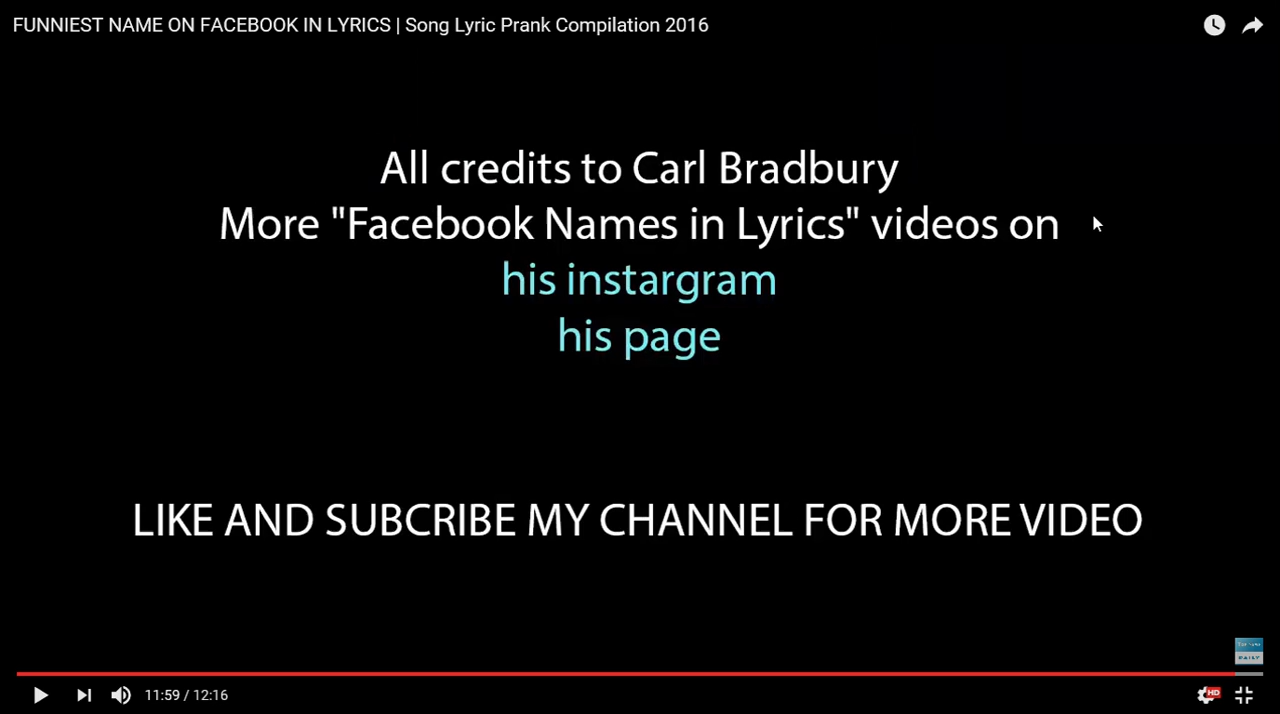 FUNNIEST NAME ON FACEBOOK IN LYRICS | Song Lyric Prank Compilation 2016
All credits to Carl Bradbury
More "Facebook Names in Lyrics" videos on
his instargram
his page
LIKE AND SUBCRIBE MY CHANNEL FOR MORE VIDEO
DAILY
11:59 / 12:16
HD